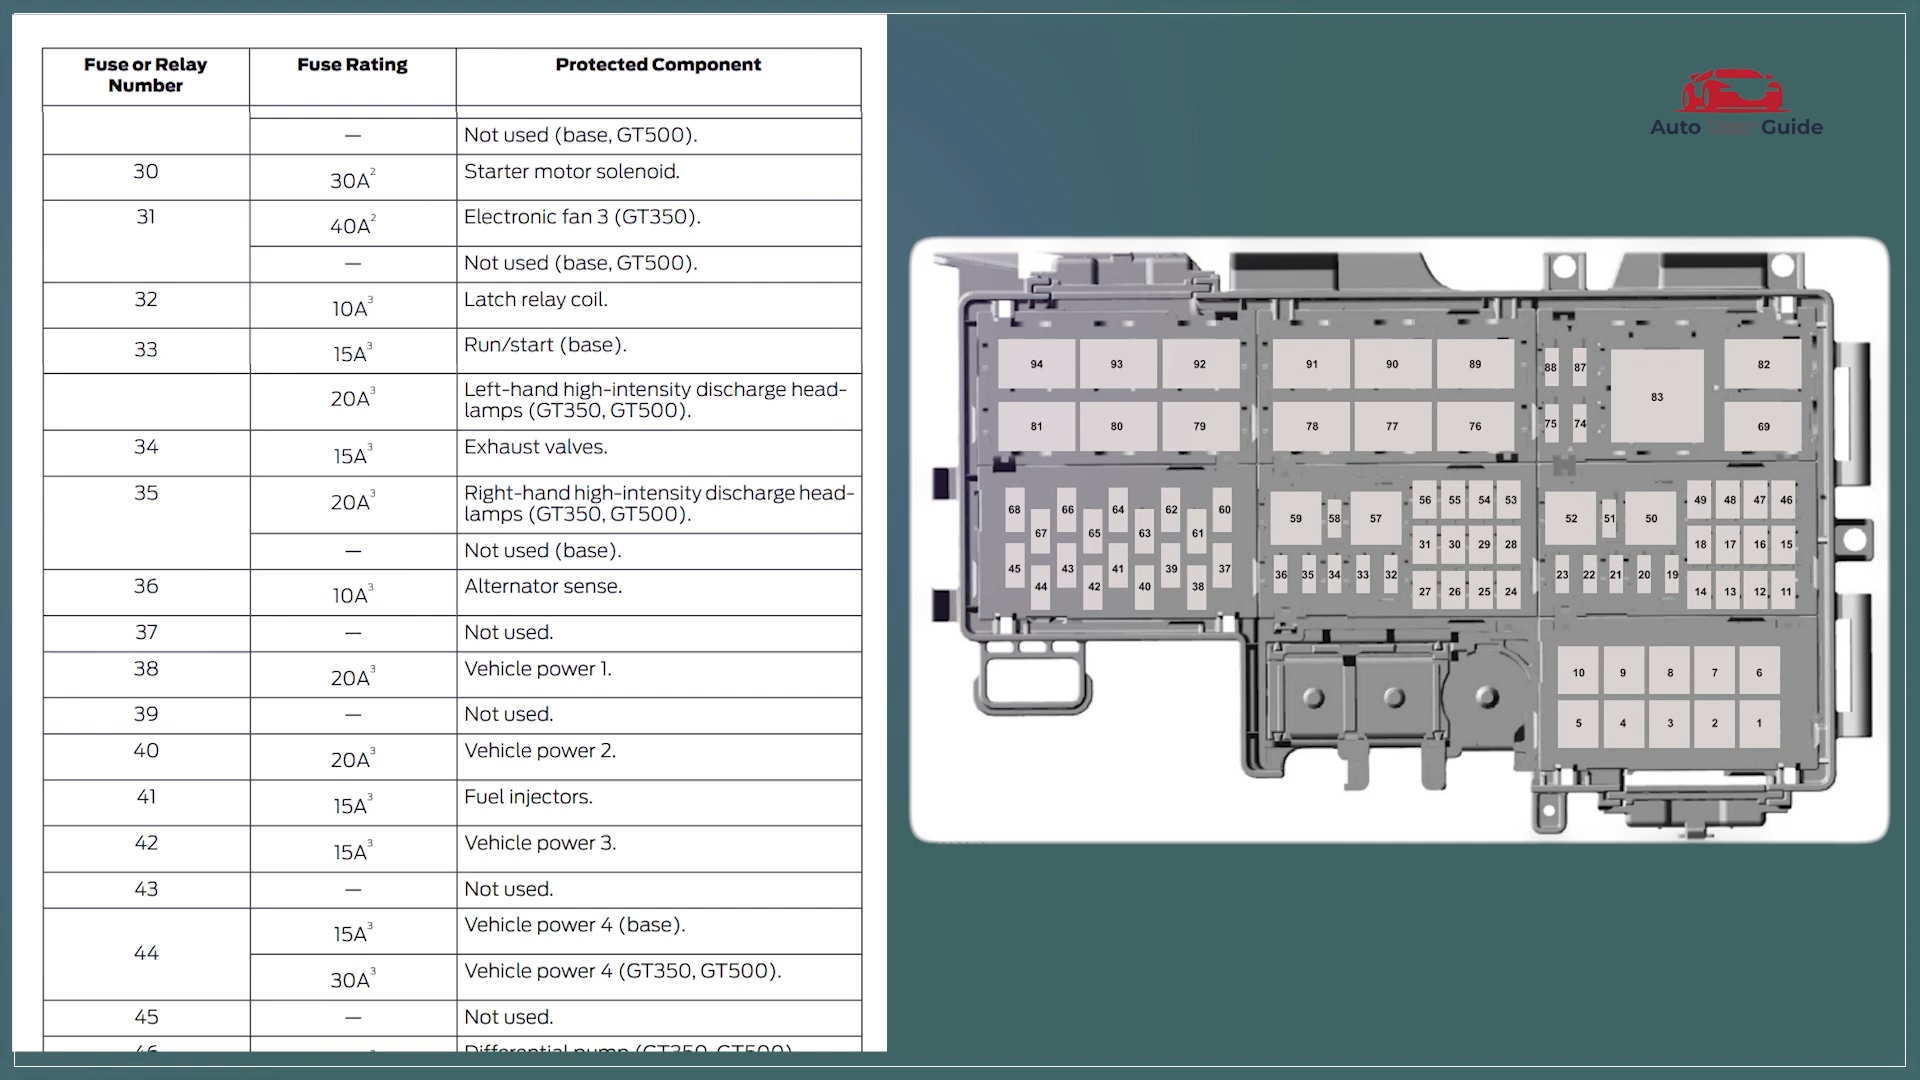 Fuse or Relay Number
Fuse Rating
Protected Component
— Not used (base, GT500).
30 30A2 Starter motor solenoid.
31 40A2 Electronic fan 3 (GT350).
— Not used (base, GT500).
32 10A3 Latch relay coil.
33 15A3 Run/start (base).
20A3 Left-hand high-intensity discharge head-
lamps (GT350, GT500).
34 15A3 Exhaust valves.
35 20A3 Right-hand high-intensity discharge head-
lamps (GT350, GT500).
— Not used (base).
36 10A3 Alternator sense.
37 — Not used.
38 20A3 Vehicle power 1.
39 — Not used.
40 20A3 Vehicle power 2.
41 15A3 Fuel injectors.
42 15A3 Vehicle power 3.
43 — Not used.
44 15A3 Vehicle power 4 (base).
30A3 Vehicle power 4 (GT350, GT500).
45 — Not used.
46 Differential pump (GT350, GT500)
Auto User Guide
94 93 92 91 90 89 88 87 83 82
81 80 79 78 77 76 75 74 69
68 67 66 65 64 63 62 61 60
59 58 57 56 55 54 53 52 51 50 49 48 47 46
31 30 29 28 18 17 16 15
45 44 43 42 41 40 39 38 37
36 35 34 33 32 27 26 25 24
23 22 21 20 19 14 13 12 11
10 9 8 7 6
5 4 3 2 1